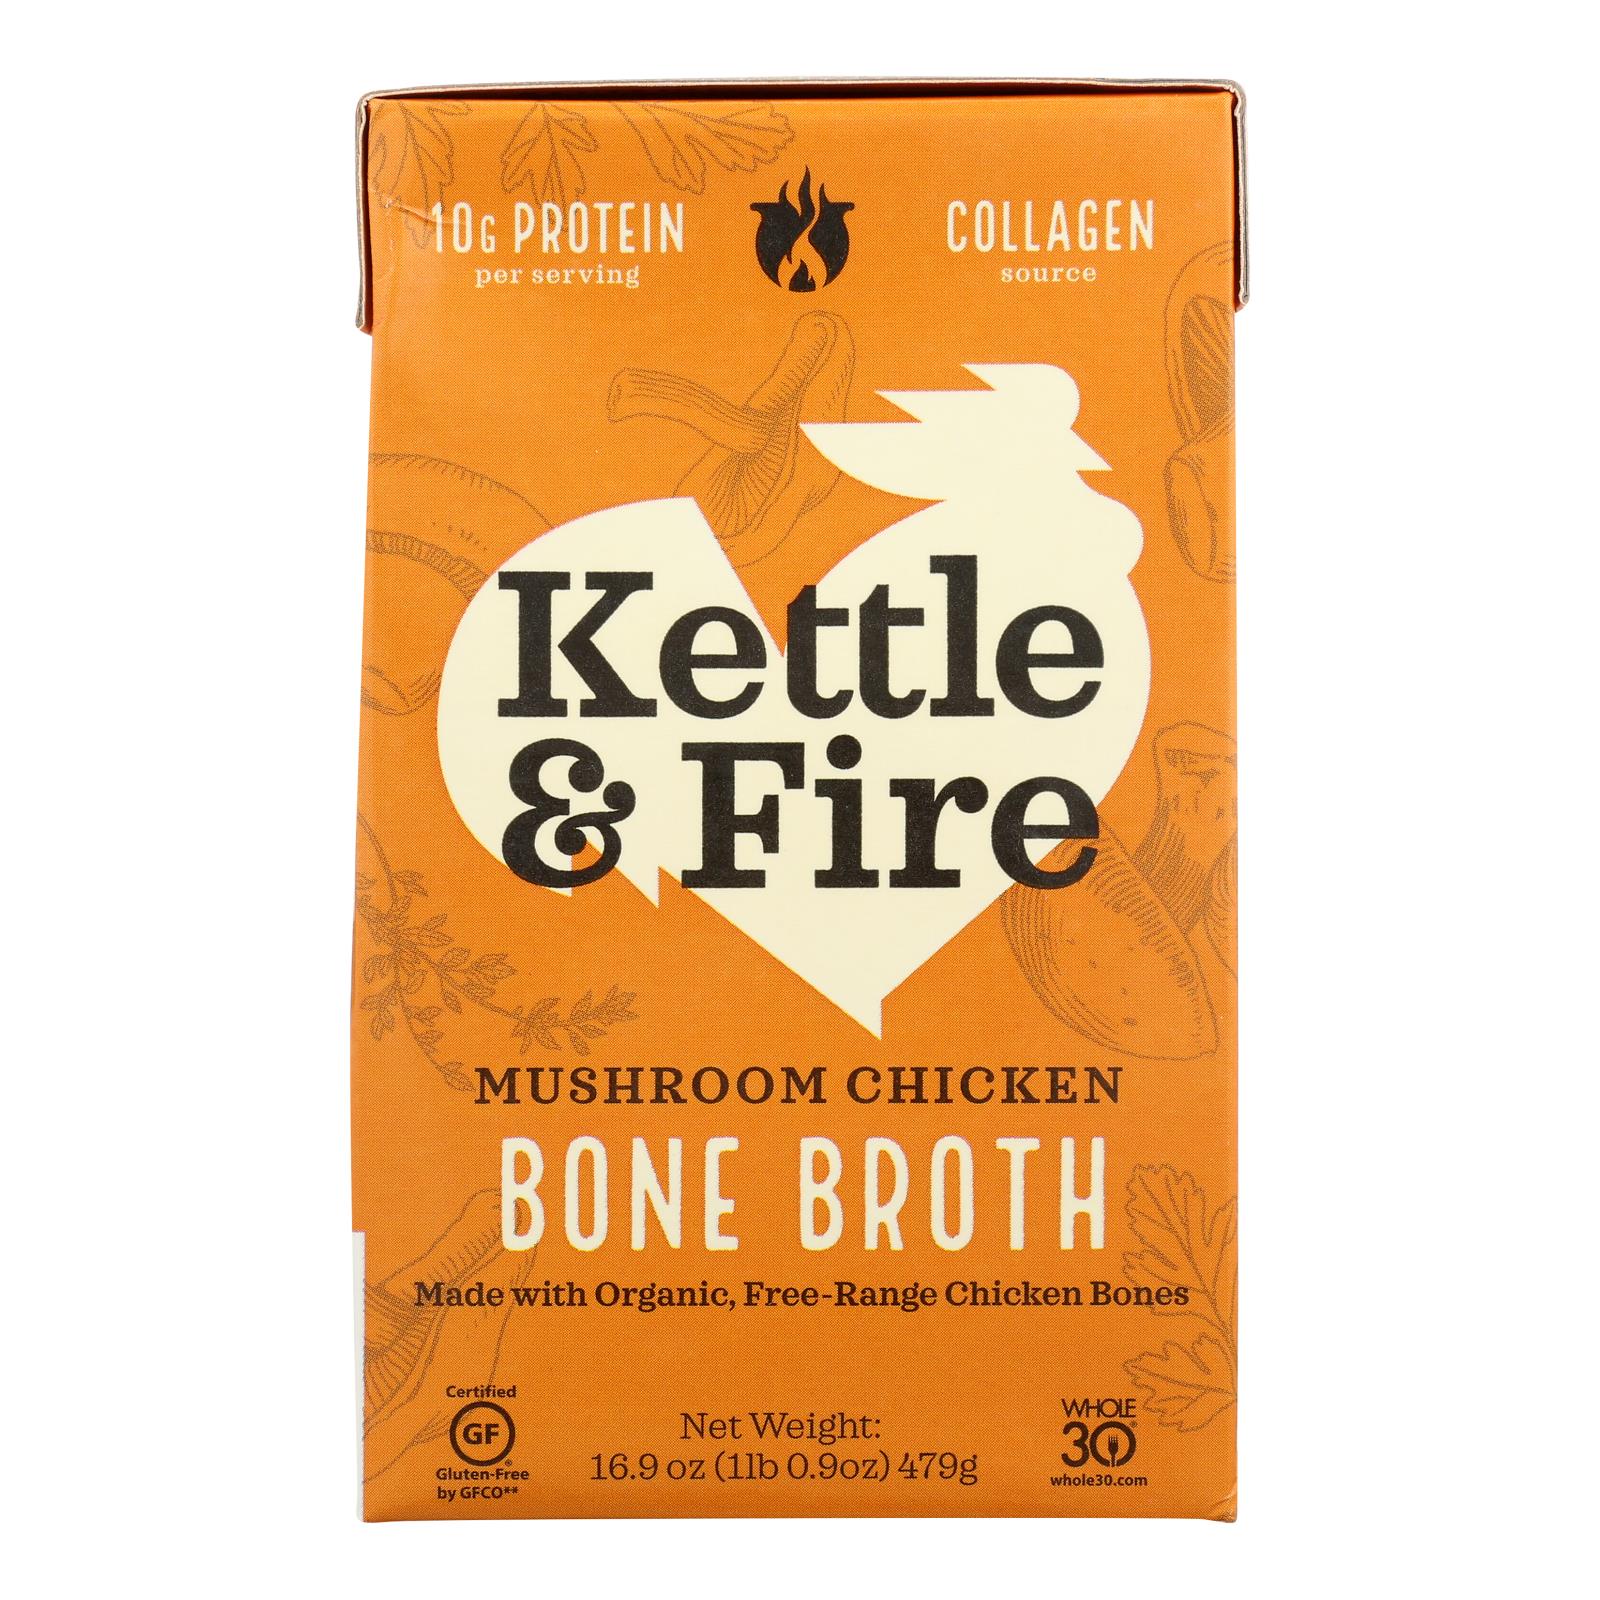 10G PROTEIN
per serving
COLLAGEN
source
Kettle
& Fire
MUSHROOM CHICKEN
BONE BROTH
Made with Organic, Free-Range Chicken Bones
Certified
GF
®
Gluten-Free
by GFCO**
Net Weight:
16.9 oz (1lb 0.9oz) 479g
WHOLE
30®
whole30.com